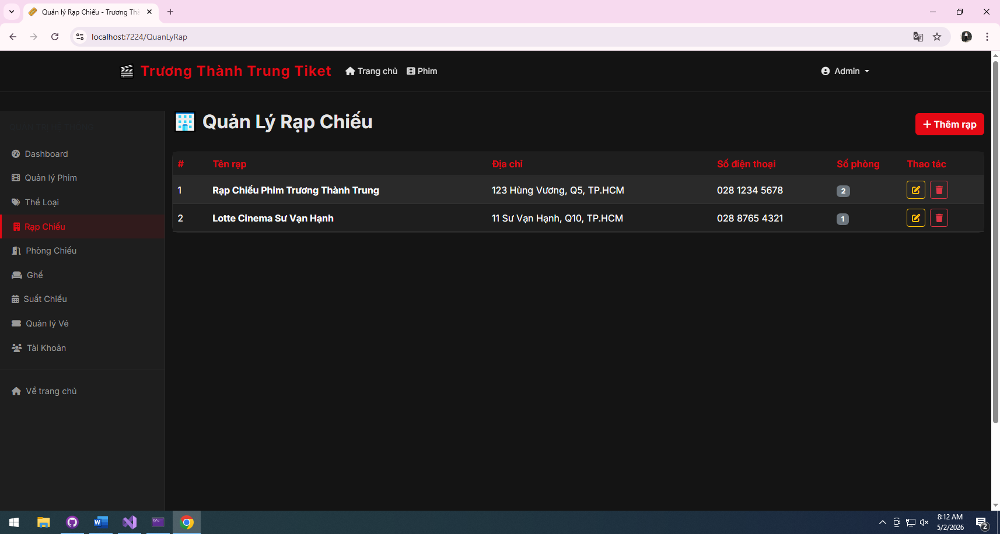 Quản lý Rạp Chiếu - Trương Thà
localhost:7224/QuanLyRap
Trương Thành Trung Tiket
Trang chủ
Phim
Admin
Quản Lý Rạp Chiếu
+ Thêm rạp
Dashboard
Quản lý Phim
Thể Loại
Rạp Chiếu
Phòng Chiếu
Ghế
Suất Chiếu
Quản lý Vé
Tài Khoản
Về trang chủ
# Tên rạp Địa chỉ Số điện thoại Số phòng Thao tác
1 Rạp Chiếu Phim Trương Thành Trung 123 Hùng Vương, Q5, TP.HCM 028 1234 5678 2
2 Lotte Cinema Sư Vạn Hạnh 11 Sư Vạn Hạnh, Q10, TP.HCM 028 8765 4321 1
8:12 AM
5/2/2026
2